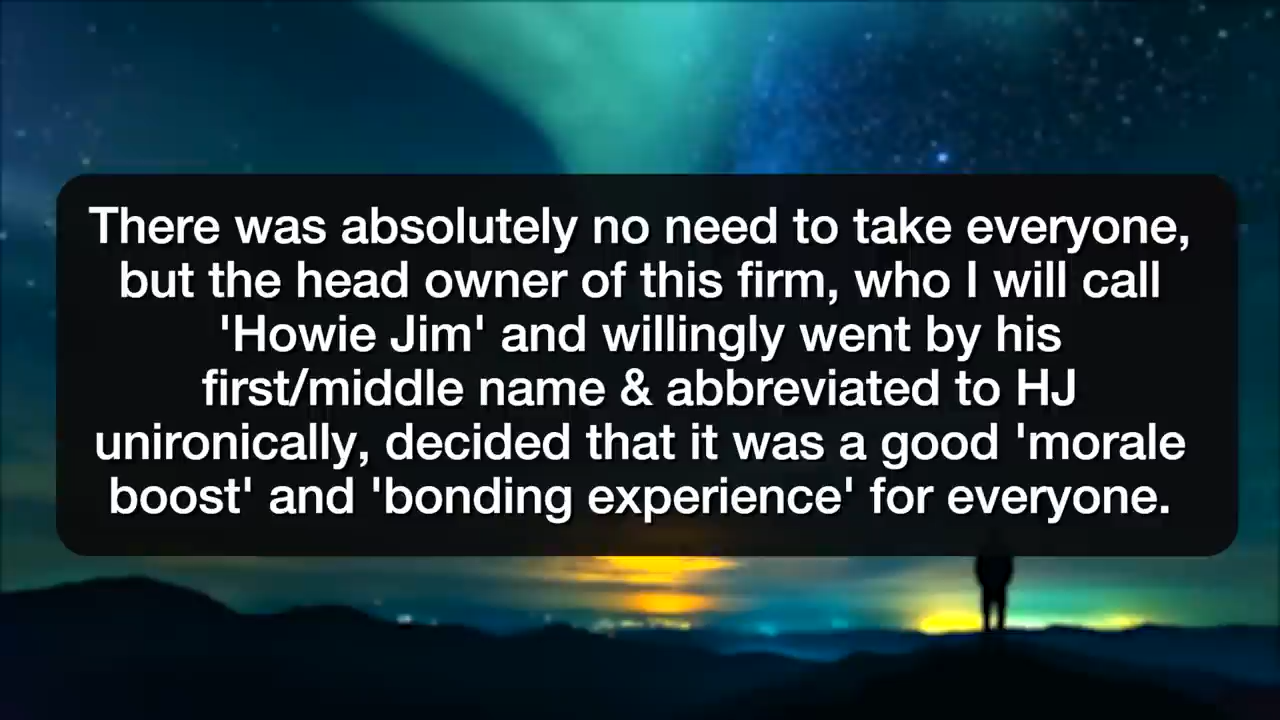 There was absolutely no need to take everyone,
but the head owner of this firm, who I will call
'Howie Jim' and willingly went by his
first/middle name & abbreviated to HJ
unironically, decided that it was a good 'morale
boost' and 'bonding experience' for everyone.